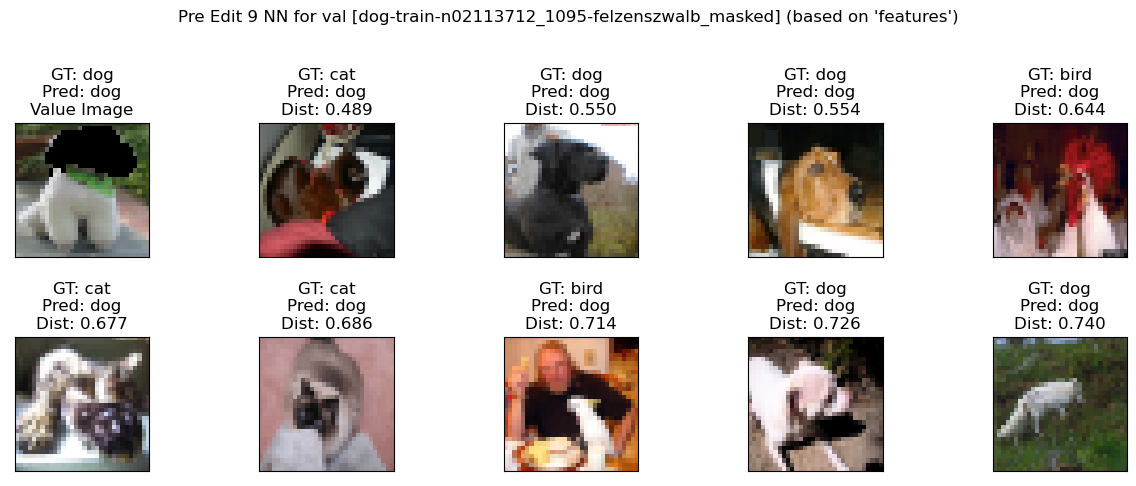 Pre Edit 9 NN for val [dog-train-n02113712_1095-felzenszwalb_masked] (based on 'features')
GT: dog
Pred: dog
Value Image
GT: cat
Pred: dog
Dist: 0.489
GT: dog
Pred: dog
Dist: 0.550
GT: dog
Pred: dog
Dist: 0.554
GT: bird
Pred: dog
Dist: 0.644
GT: cat
Pred: dog
Dist: 0.677
GT: cat
Pred: dog
Dist: 0.686
GT: bird
Pred: dog
Dist: 0.714
GT: dog
Pred: dog
Dist: 0.726
GT: dog
Pred: dog
Dist: 0.740